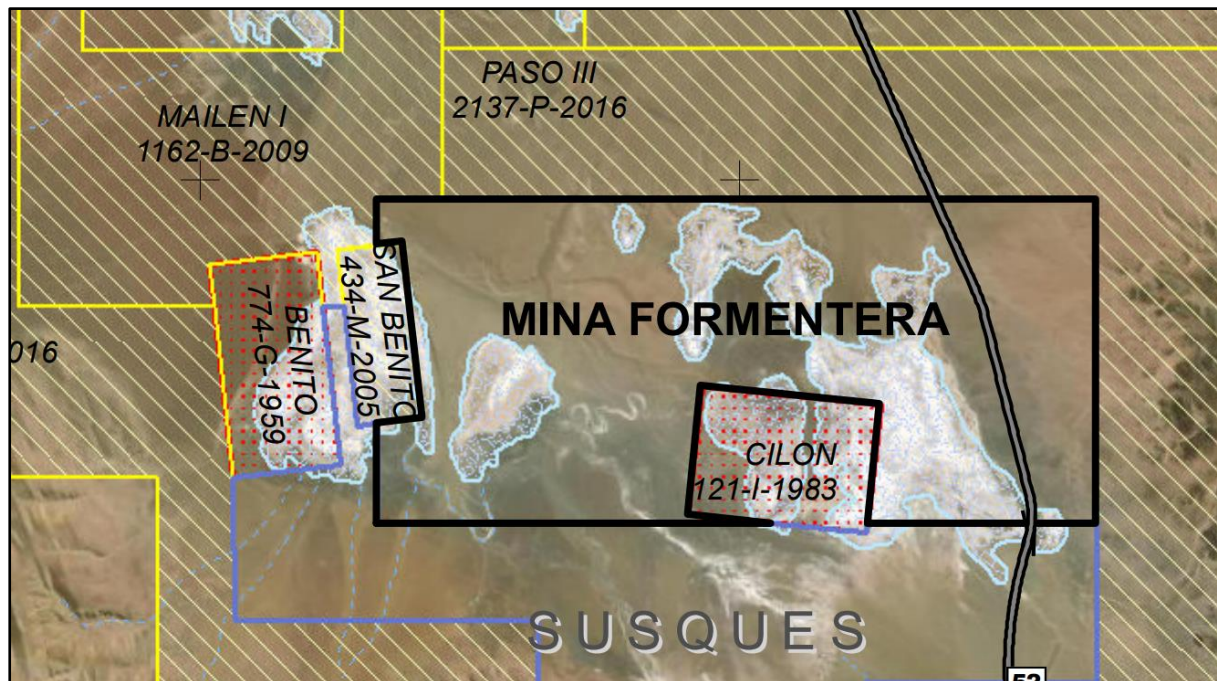 PASO III
2137-P-2016
MAILEN I
1162-B-2009
SAN BENITO
434-M-2005
BENITO
774-G-1959
016
MINA FORMENTERA
CILON
121-I-1983
SUSQUES
52